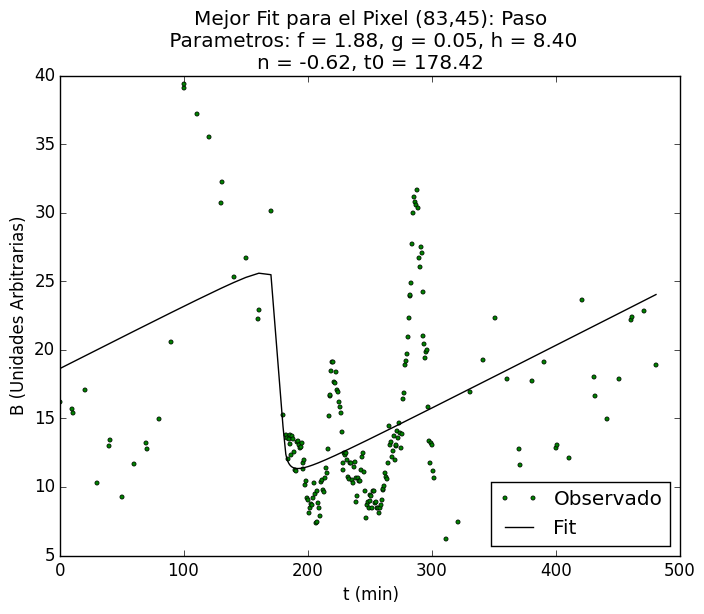 Mejor Fit para el Pixel (83,45): Paso
Parametros: f = 1.88, g = 0.05, h = 8.40
n = -0.62, t0 = 178.42
40
35
30
25
20
15
10
5
B (Unidades Arbitrarias)
Observado
Fit
0 100 200 300 400 500
t (min)